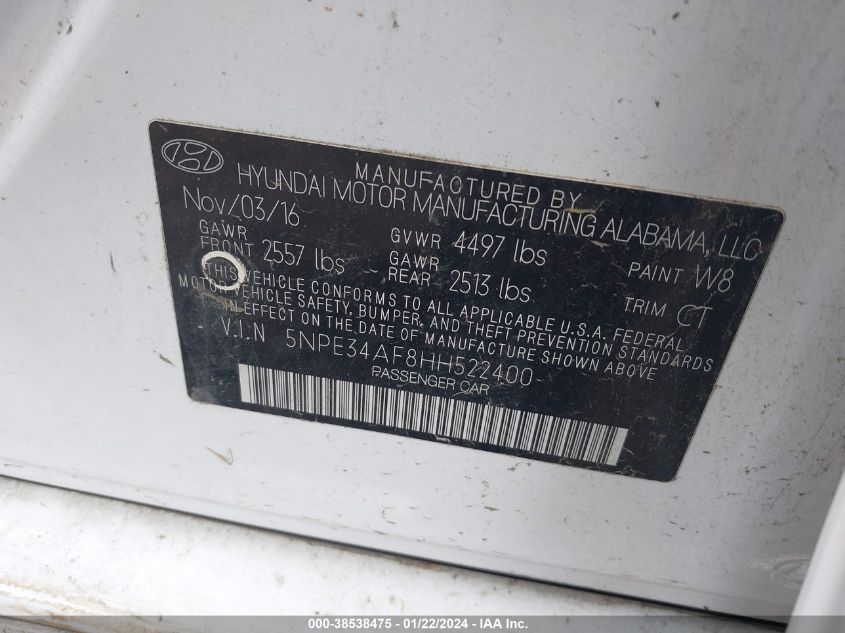 MANUFACTURED BY
HYUNDAI MOTOR MANUFACTURING ALABAMA, LLC
Nov/03/16
GAWR
FRONT 2557 lbs
GVWR 4497 lbs
GAWR
REAR 2513 lbs
PAINT W8
TRIM CT
THIS VEHICLE CONFORMS TO ALL APPLICABLE U.S.A. FEDERAL
MOTOR VEHICLE SAFETY, BUMPER, AND THEFT PREVENTION STANDARDS
IN EFFECT ON THE DATE OF MANUFACTURE SHOWN ABOVE
V.I.N 5NPE34AF8HH522400
PASSENGER CAR
000-38538475 - 01/22/2024 - IAA Inc.